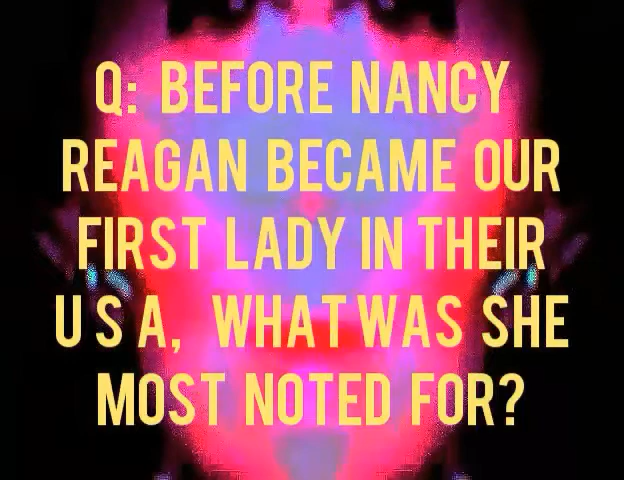 Q: BEFORE NANCY
REAGAN BECAME OUR
FIRST LADY IN THEIR
U S A, WHAT WAS SHE
MOST NOTED FOR?